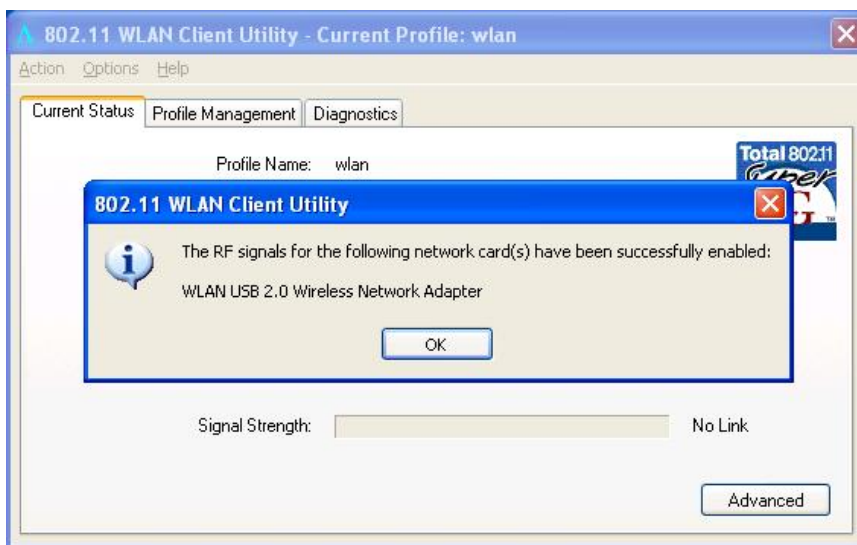 802.11 WLAN Client Utility - Current Profile: wlan
Action Options Help
Current Status Profile Management Diagnostics
Profile Name: wlan
Total 802.11
Super
G
TM
802.11 WLAN Client Utility
The RF signals for the following network card(s) have been successfully enabled:
WLAN USB 2.0 Wireless Network Adapter
OK
Signal Strength: No Link
Advanced